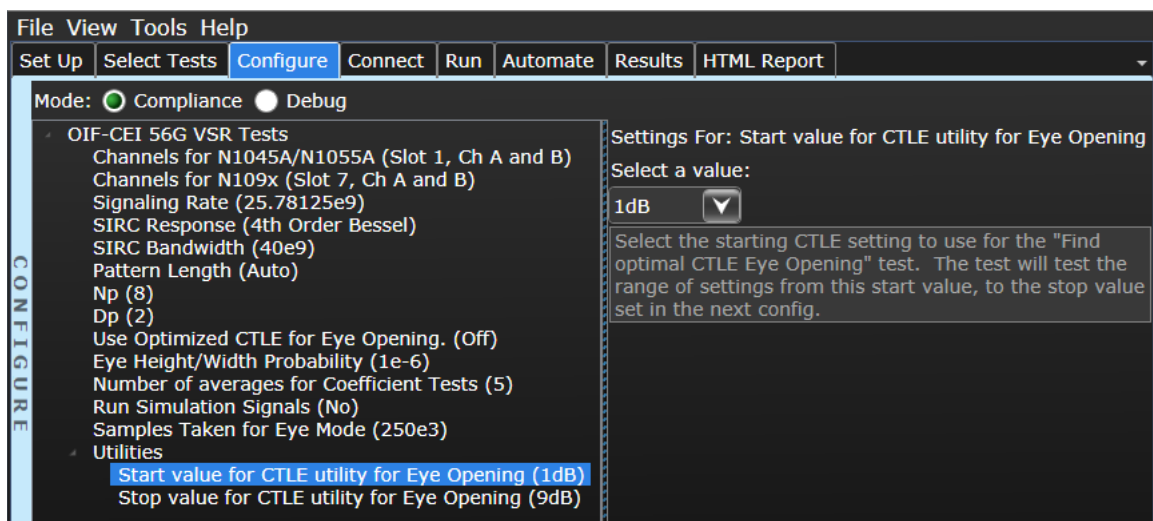 File View Tools Help
Set Up Select Tests Configure Connect Run Automate Results HTML Report
Mode: Compliance Debug
CONFIGURE
OIF-CEI 56G VSR Tests
Channels for N1045A/N1055A (Slot 1, Ch A and B)
Channels for N109x (Slot 7, Ch A and B)
Signaling Rate (25.78125e9)
SIRC Response (4th Order Bessel)
SIRC Bandwidth (40e9)
Pattern Length (Auto)
Np (8)
Dp (2)
Use Optimized CTLE for Eye Opening. (Off)
Eye Height/Width Probability (1e-6)
Number of averages for Coefficient Tests (5)
Run Simulation Signals (No)
Samples Taken for Eye Mode (250e3)
Utilities
Start value for CTLE utility for Eye Opening (1dB)
Stop value for CTLE utility for Eye Opening (9dB)
Settings For: Start value for CTLE utility for Eye Opening
Select a value:
1dB
Select the starting CTLE setting to use for the "Find
optimal CTLE Eye Opening" test. The test will test the
range of settings from this start value, to the stop value
set in the next config.